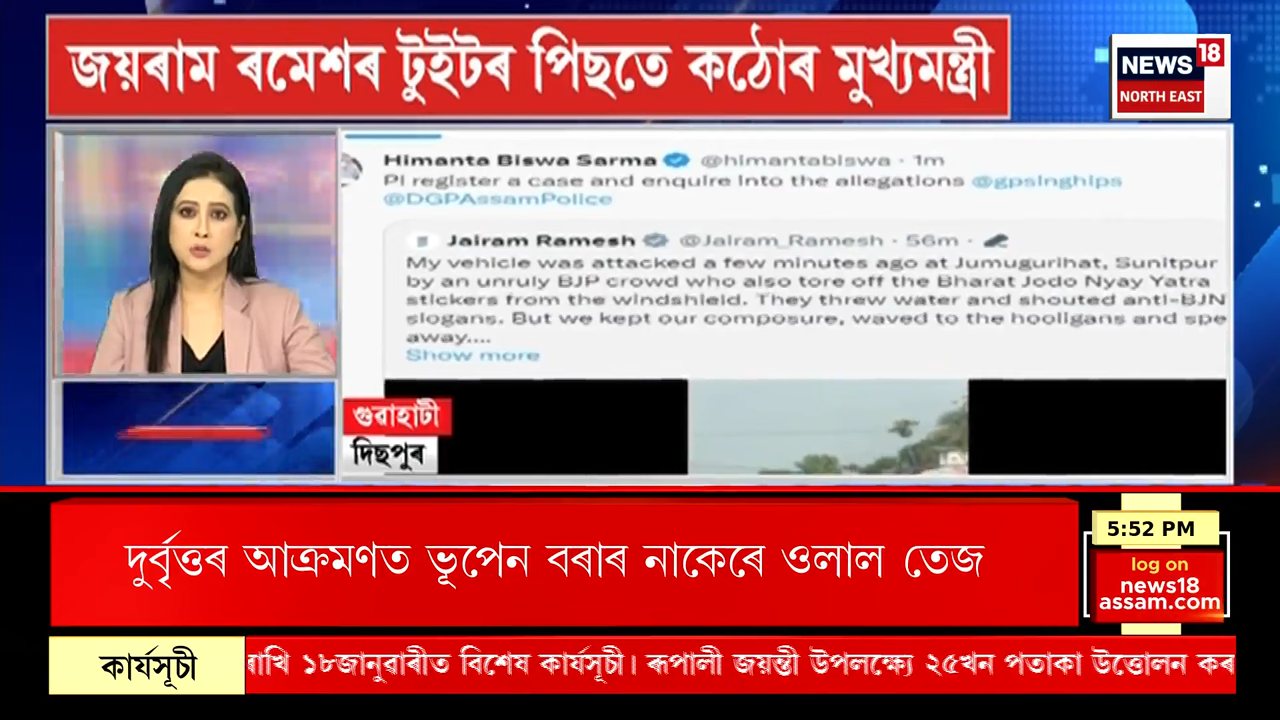 জয়ৰাম ৰমেশৰ টুইটৰ পিছতে কঠোৰ মুখ্যমন্ত্ৰী
NEWS 18
NORTH EAST
Himanta Biswa Sarma @himantabiswa · 1m
Pl register a case and enquire into the allegations @gpsinghips
@DGPAssamPolice
Jairam Ramesh @Jairam_Ramesh · 56m ·
My vehicle was attacked a few minutes ago at Jumugurihat, Sunitpur
by an unruly BJP crowd who also tore off the Bharat Jodo Nyay Yatra
stickers from the windshield. They threw water and shouted anti-BJN
slogans. But we kept our composure, waved to the hooligans and spe
away....
Show more
গুৱাহাটী
দিছপুৰ
দুৰ্বৃত্তৰ আক্ৰমণত ভূপেন বৰাৰ নাকেৰে ওলাল তেজ
5:52 PM
log on
news18
assam.com
কাৰ্যসূচী
ৰাখি ১৮জানুৱাৰীত বিশেষ কাৰ্যসূচী। ৰূপালী জয়ন্তী উপলক্ষ্যে ২৫খন পতাকা উত্তোলন কৰ